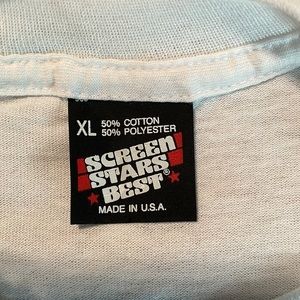 XL 50% COTTON
50% POLYESTER
SCREEN
STARS
BEST®
MADE IN U.S.A.